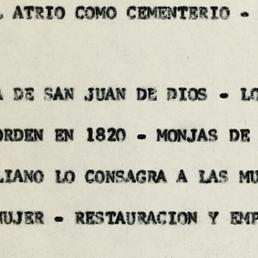 ATRIO COMO CEMENTERIO -
DE SAN JUAN DE DIOS - LO
ORDEN EN 1820 - MONJAS DE
LIANO LO CONSAGRA A LAS MU
MUJER - RESTAURACION Y EMP